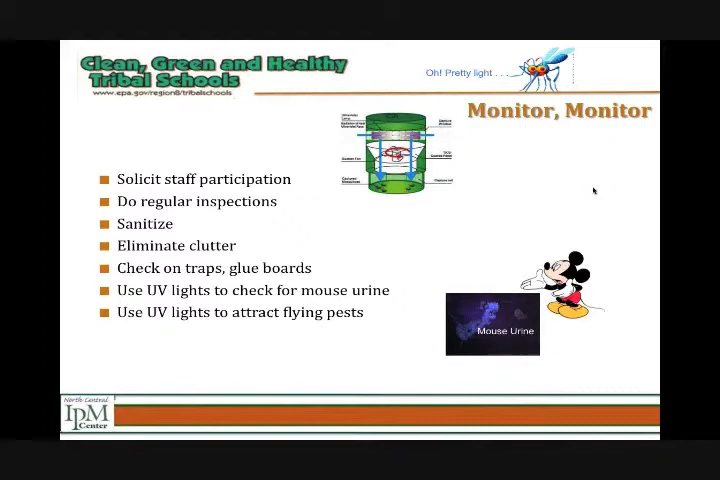 Clean, Green and Healthy
Tribal Schools
www.epa.gov/region8/tribalschools
Oh! Pretty light . . .
Monitor, Monitor
Solicit staff participation
Do regular inspections
Sanitize
Eliminate clutter
Check on traps, glue boards
Use UV lights to check for mouse urine
Use UV lights to attract flying pests
Mouse Urine
North Central
IPM
Center